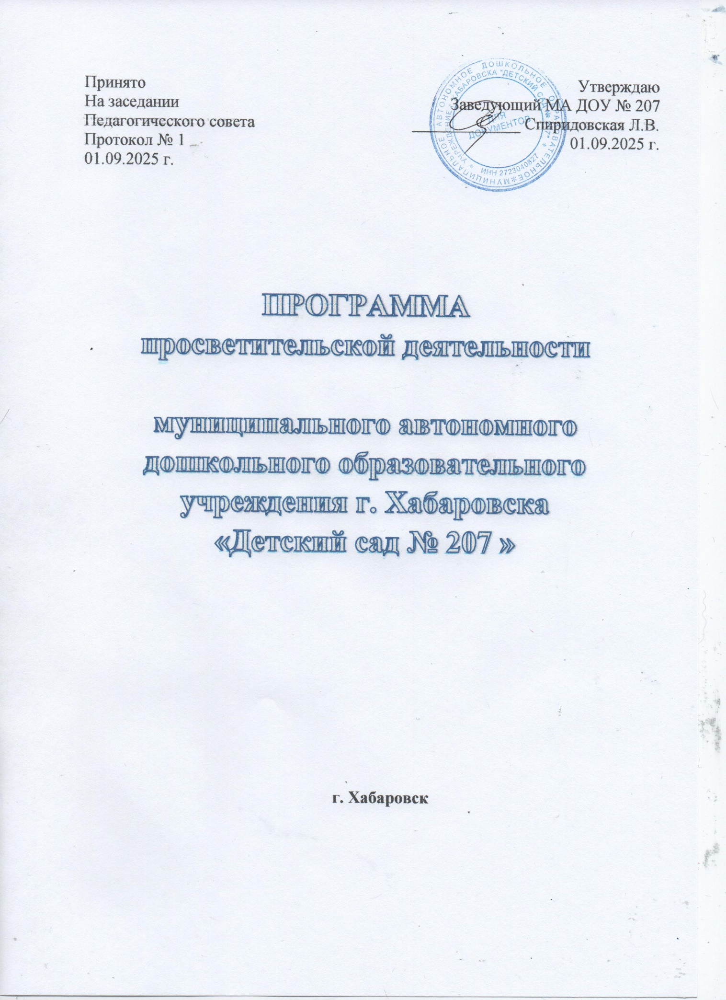 Принято
На заседании
Педагогического совета
Протокол № 1
01.09.2025 г.
Утверждаю
Заведующий МА ДОУ № 207
Спиридовская Л.В.
01.09.2025 г.
МУНИЦИПАЛЬНОЕ АВТОНОМНОЕ ДОШКОЛЬНОЕ ОБРАЗОВАТЕЛЬНОЕ
УЧРЕЖДЕНИЕ Г. ХАБАРОВСКА "ДЕТСКИЙ САД № 207"
ИНН 2723040827
ДЛЯ
ДОКУМЕНТОВ
ПРОГРАММА
просветительской деятельности
муниципального автономного
дошкольного образовательного
учреждения г. Хабаровска
«Детский сад № 207 »
г. Хабаровск